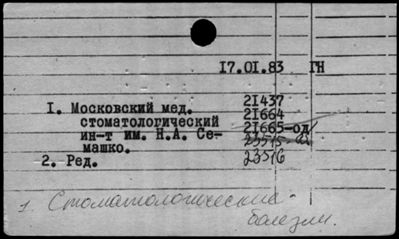 17.01.83 ГН
1. Московский мед. 21437
стоматологический 21664
ин-т им. Н.А. Се- 21665-од
машко. 23515-
2. Ред. 23516
1. Стоматологические
болезни.